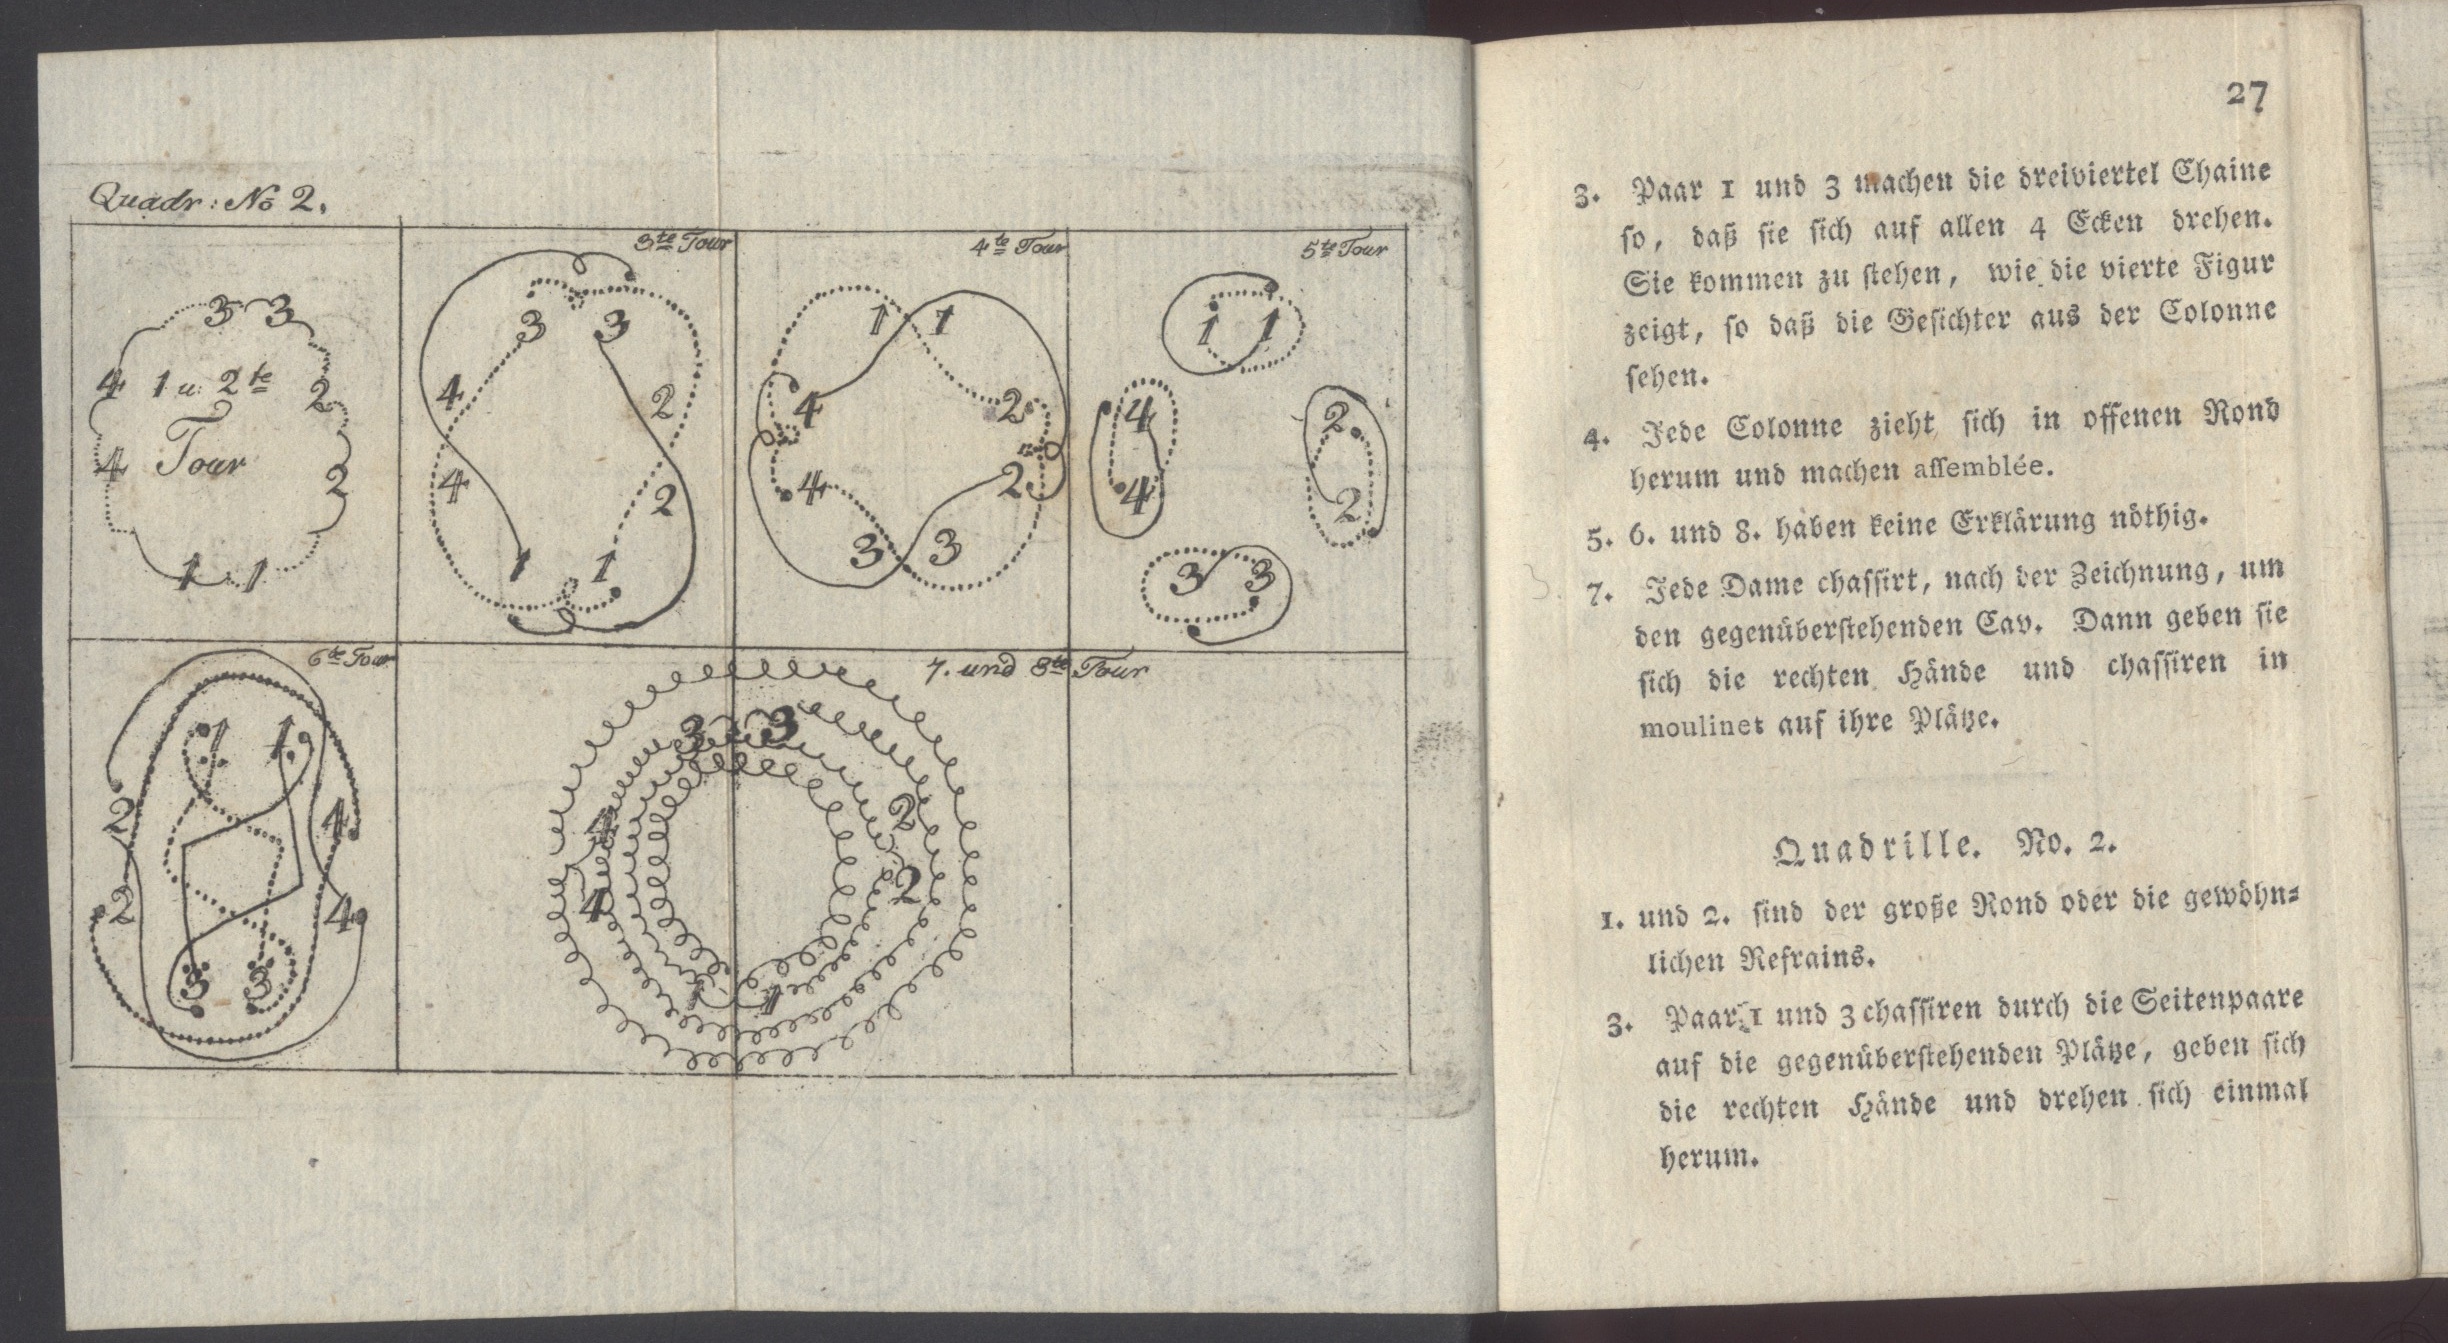 Quadr: No 2.
3 3
4 1 u: 2te 2
Tour
4 2
1 1
3te Tour
3 3
4 2
4 2
1 1
4te Tour
1 1
4 2
4 2
3 3
5te Tour
1 1
4 2
4 2
3 3
6te Tour
1 1
2 4
2 4
3 3
7. und 8te Tour
3 3
4 2
4 2
1 1
27
3. Paar 1 und 3 machen die dreiviertel Chaine
so, daß sie sich auf allen 4 Ecken drehen.
Sie kommen zu stehen, wie die vierte Figur
zeigt, so daß die Gesichter aus der Colonne
sehen.
4. Jede Colonne zieht sich in offenen Rond
herum und machen assemblée.
5. 6. und 8. haben keine Erklärung nöthig.
7. Jede Dame chassirt, nach der Zeichnung, um
den gegenüberstehenden Cav. Dann geben sie
sich die rechten Hände und chassiren in
moulinet auf ihre Plätze.
Quadrille. No. 2.
1. und 2. sind der große Rond oder die gewöhn-
lichen Refrains.
3. Paar 1 und 3 chassiren durch die Seitenpaare
auf die gegenüberstehenden Plätze, geben sich
die rechten Hände und drehen sich einmal
herum.